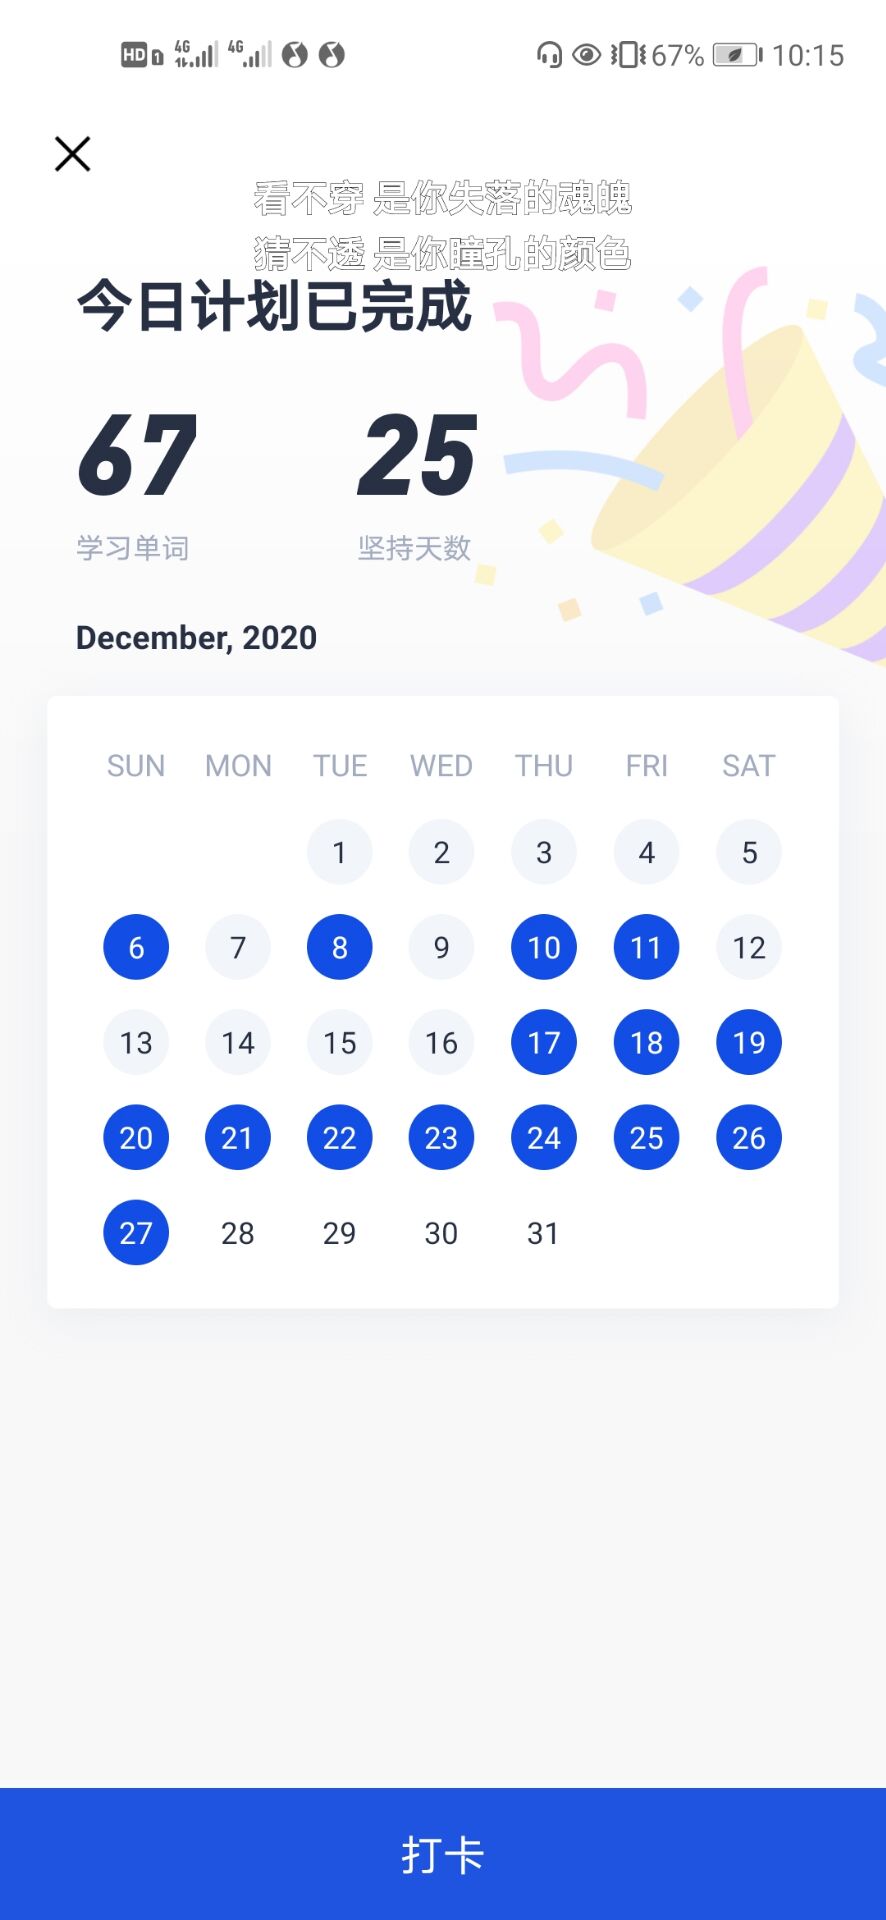 HD 1 4G 4G 67% 10:15
看不穿 是你失落的魂魄
猜不透 是你瞳孔的颜色
今日计划已完成
67 25
学习单词 坚持天数
December, 2020
SUN MON TUE WED THU FRI SAT
1 2 3 4 5
6 7 8 9 10 11 12
13 14 15 16 17 18 19
20 21 22 23 24 25 26
27 28 29 30 31
打卡